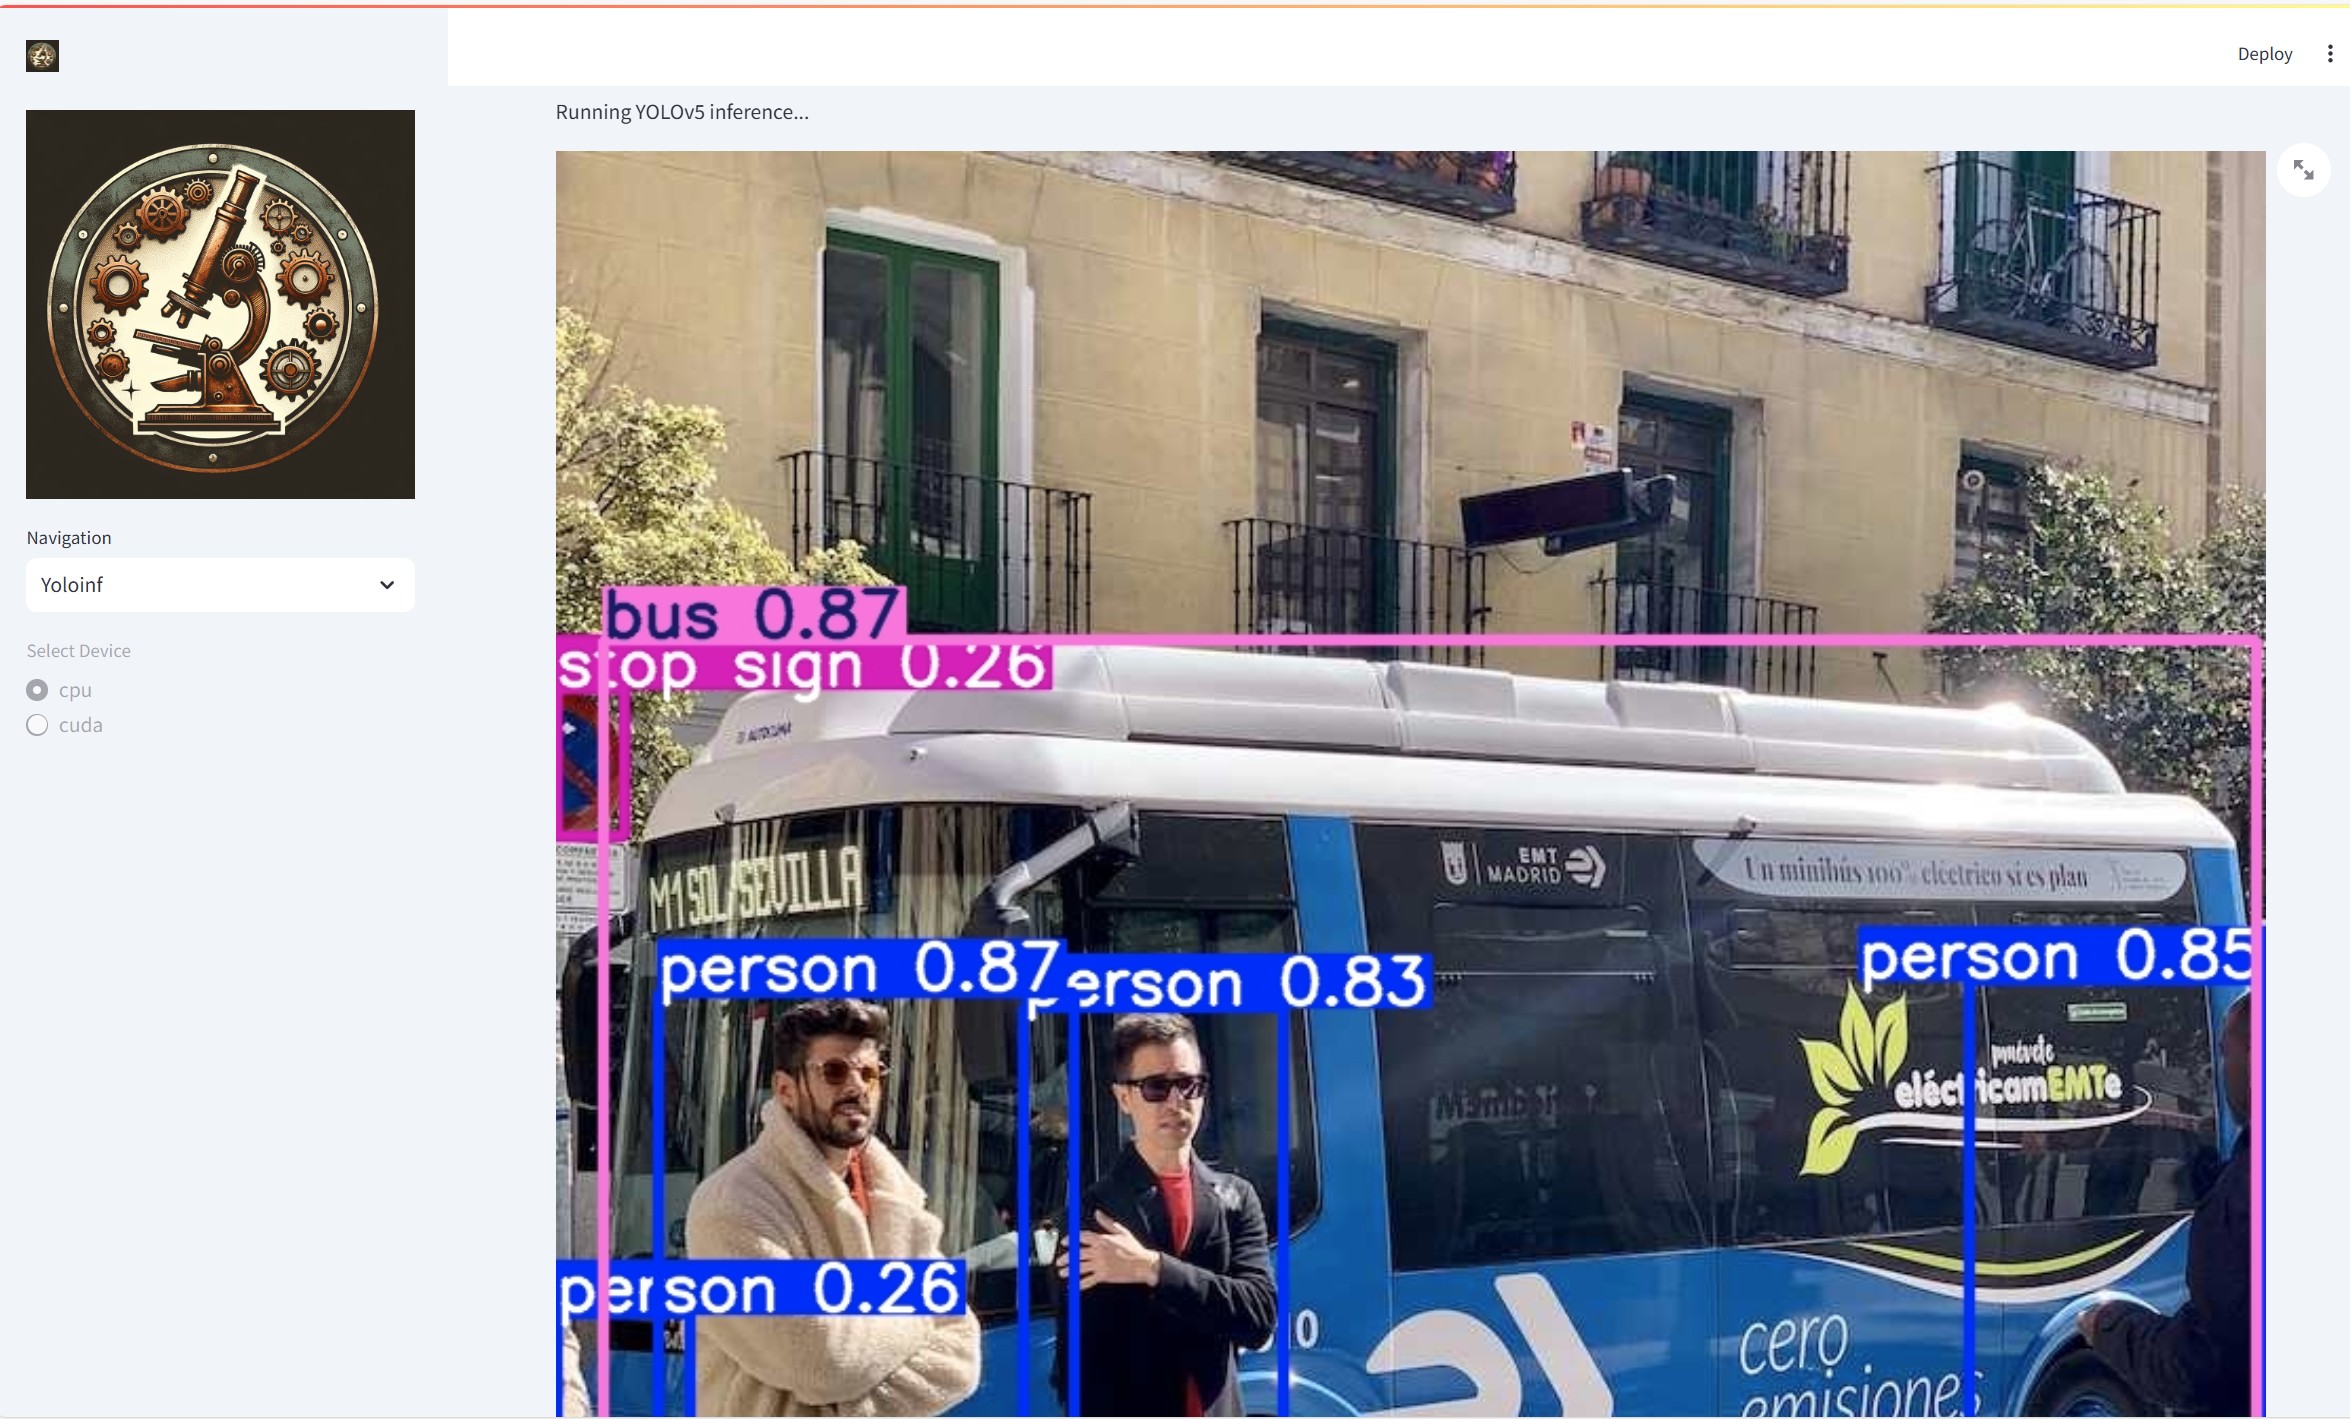 Deploy
Running YOLOv5 inference...
Navigation
Yoloinf
Select Device
cpu
cuda
bus 0.87
stop sign 0.26
M1 SOL/SEVILLA
EMT
MADRID
Un minibús 100% eléctrico sí es plan
person 0.87
person 0.83
person 0.85
muévete
eléctricamEMTe
person 0.26
cero
emisiones